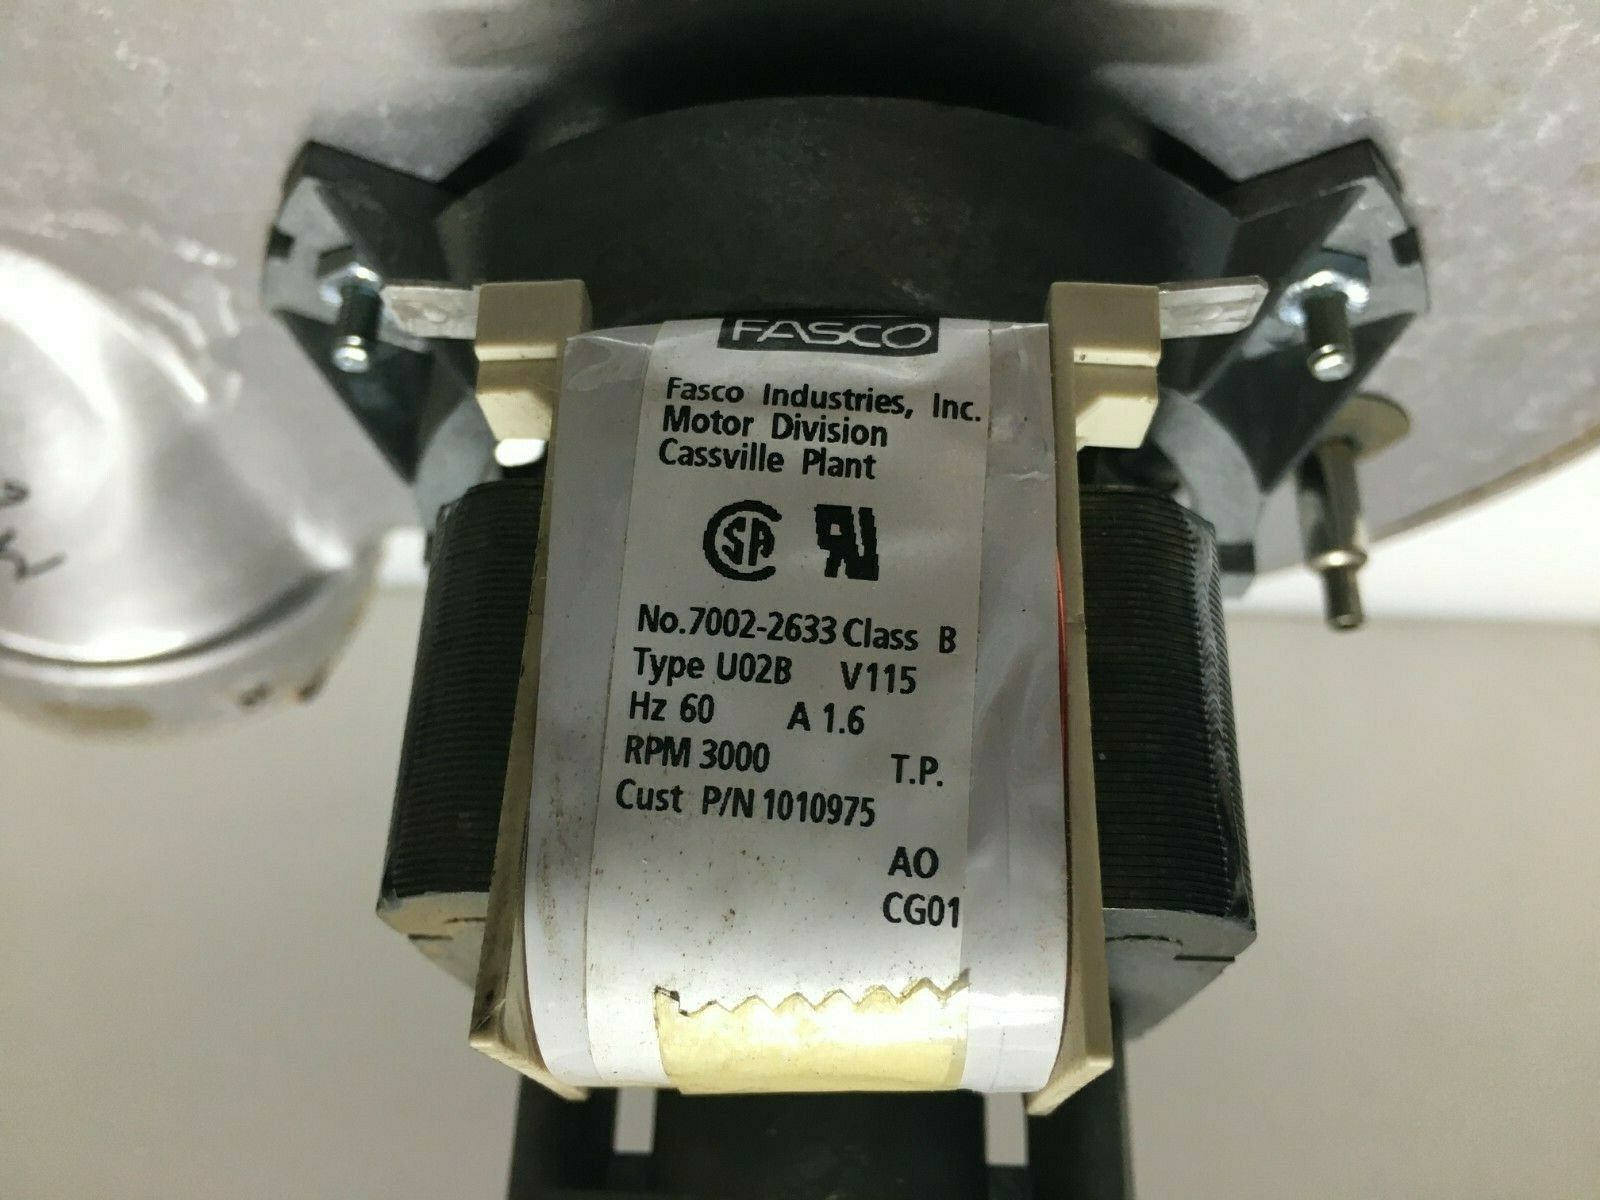 FASCO
Fasco Industries, Inc.
Motor Division
Cassville Plant
No.7002-2633 Class B
Type U02B V115
Hz 60 A 1.6
RPM 3000 T.P.
Cust P/N 1010975
AO
CG01